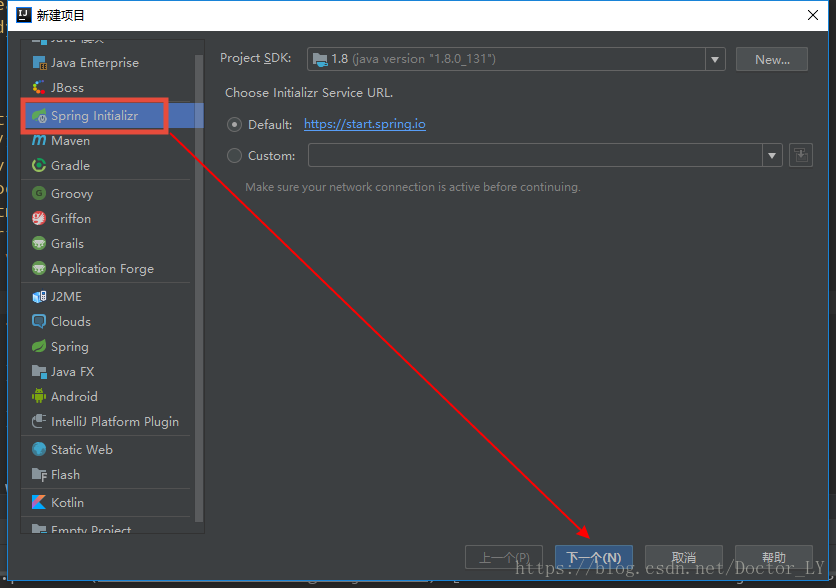 新建项目
Project SDK:
1.8 (java version "1.8.0_131")
New...
Choose Initializr Service URL.
Default: https://start.spring.io
Custom:
Make sure your network connection is active before continuing.
Java 模块
Java Enterprise
JBoss
Spring Initializr
Maven
Gradle
Groovy
Griffon
Grails
Application Forge
J2ME
Clouds
Spring
Java FX
Android
IntelliJ Platform Plugin
Static Web
Flash
Kotlin
Empty Project
上一个(P)
下一个(N)
取消
帮助
https://blog.csdn.net/Doctor_LY